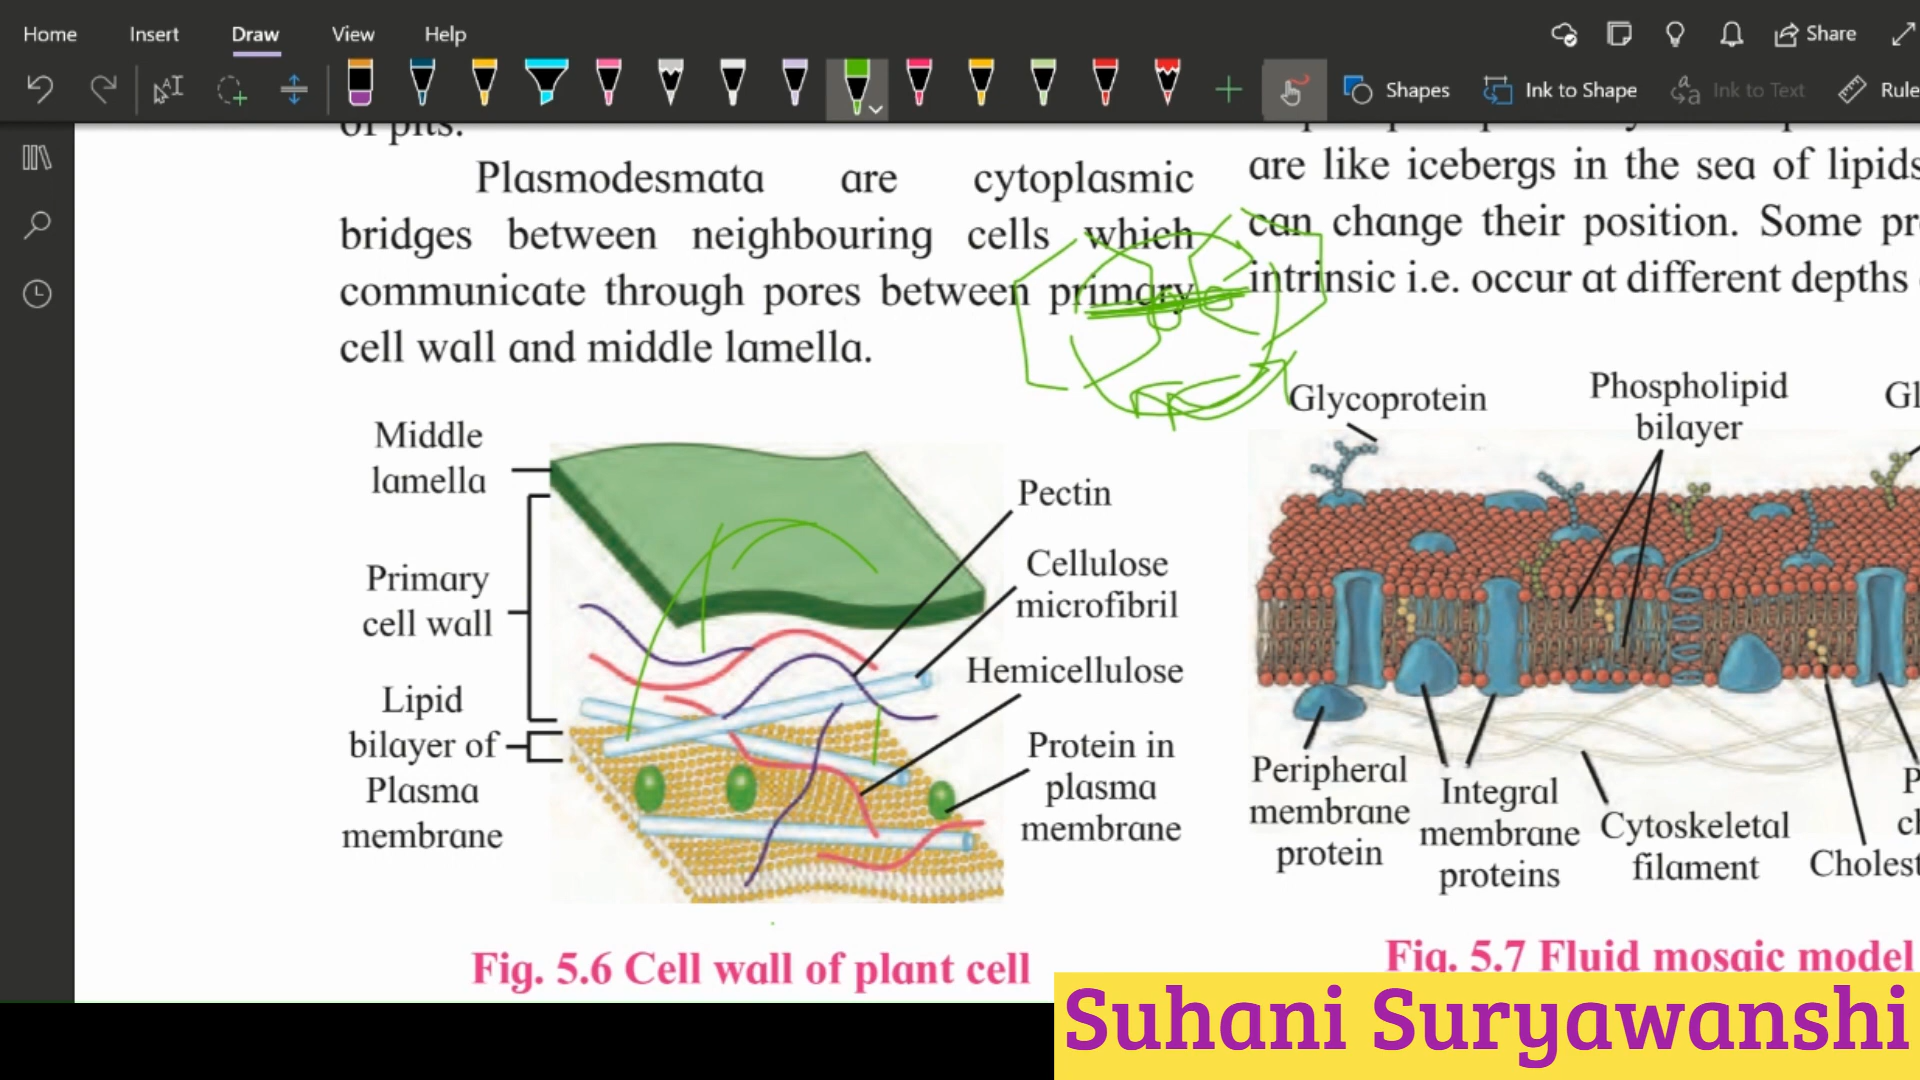 Home Insert Draw View Help
Share
Shapes Ink to Shape Ink to Text
of pits.
Plasmodesmata are cytoplasmic
bridges between neighbouring cells which
communicate through pores between primary
cell wall and middle lamella.
Middle
lamella
Primary
cell wall
Lipid
bilayer of
Plasma
membrane
Pectin
Cellulose
microfibril
Hemicellulose
Protein in
plasma
membrane
Fig. 5.6 Cell wall of plant cell
are like icebergs in the sea of lipids
can change their position. Some
intrinsic i.e. occur at different depths
Glycoprotein
Phospholipid
bilayer
Peripheral
membrane
protein
Integral
membrane
proteins
Cytoskeletal
filament
Fig. 5.7 Fluid mosaic model
Suhani Suryawanshi